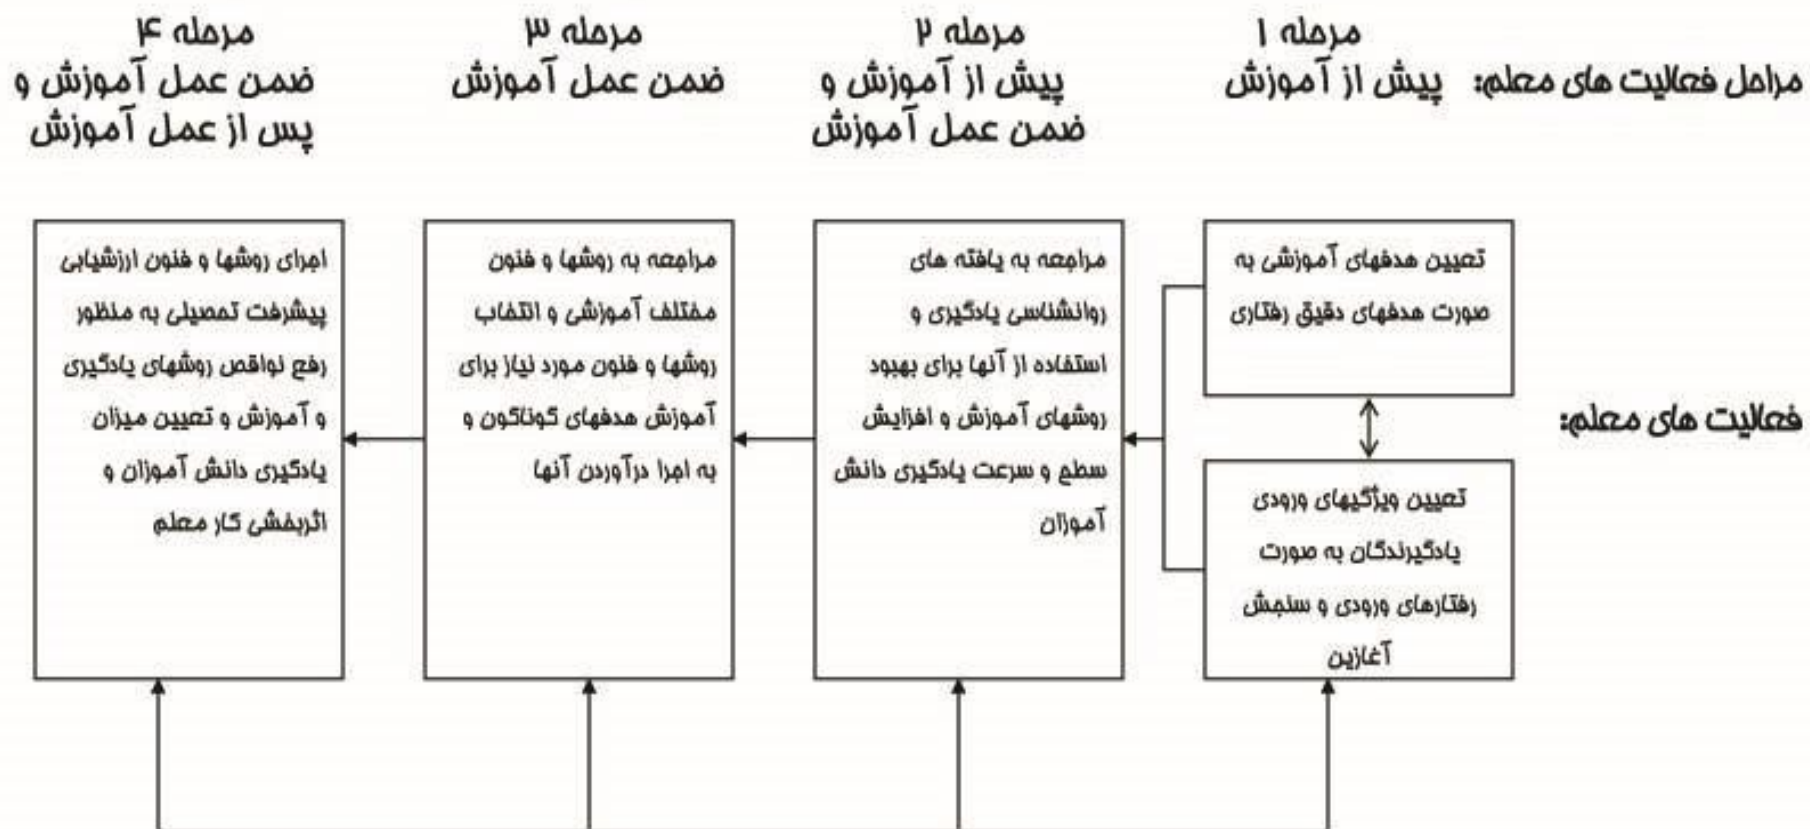 مرحله ۱
مرحله ۲
مرحله ۳
مرحله ۴
مراحل فعالیت های معلم:
پیش از آموزش
پیش از آموزش و
ضمن عمل آموزش
ضمن عمل آموزش
ضمن عمل آموزش و
پس از عمل آموزش
فعالیت های معلم:
تعیین هدفهای آموزشی به
صورت هدفهای دقیق رفتاری
تعیین ویژگیهای ورودی
یادگیرندگان به صورت
رفتارهای ورودی و سنجش
آغازین
مراجعه به یافته های
روانشناسی یادگیری و
استفاده از آنها برای بهبود
روشهای آموزش و افزایش
سطح و سرعت یادگیری دانش
آموزان
مراجعه به روشها و فنون
مختلف آموزشی و انتخاب
روشها و فنون مورد نیاز برای
آموزش هدفهای گوناگون و
به اجرا درآوردن آنها
اجرای روشها و فنون ارزشیابی
پیشرفت تحصیلی به منظور
رفع نواقص روشهای یادگیری
و آموزش و تعیین میزان
یادگیری دانش آموزان و
اثربخشی کار معلم